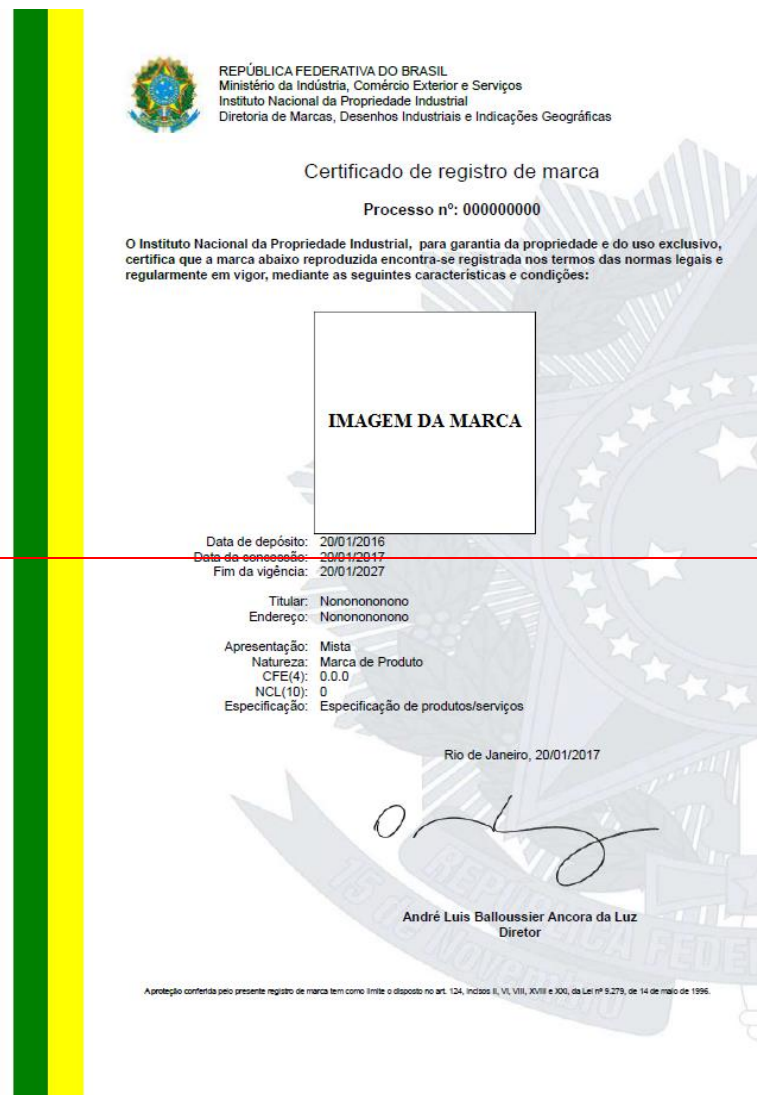 REPÚBLICA FEDERATIVA DO BRASIL
Ministério da Indústria, Comércio Exterior e Serviços
Instituto Nacional da Propriedade Industrial
Diretoria de Marcas, Desenhos Industriais e Indicações Geográficas
Certificado de registro de marca
Processo nº: 000000000
O Instituto Nacional da Propriedade Industrial, para garantia da propriedade e do uso exclusivo,
certifica que a marca abaixo reproduzida encontra-se registrada nos termos das normas legais e
regularmente em vigor, mediante as seguintes características e condições:
IMAGEM DA MARCA
Data de depósito: 20/01/2016
Data da concessão: 20/01/2017
Fim da vigência: 20/01/2027
Titular: Nonononono​no
Endereço: Nonononono​no
Apresentação: Mista
Natureza: Marca de Produto
CFE(4): 0.0.0
NCL(10): 0
Especificação: Especificação de produtos/serviços
Rio de Janeiro, 20/01/2017
André Luis Balloussier Ancora da Luz
Diretor
A proteção conferida pelo presente registro de marca tem como limite o disposto no art. 124, incisos II, VI, VIII, XVIII e XXI, da Lei nº 9.279, de 14 de maio de 1996.
15 de Novembro